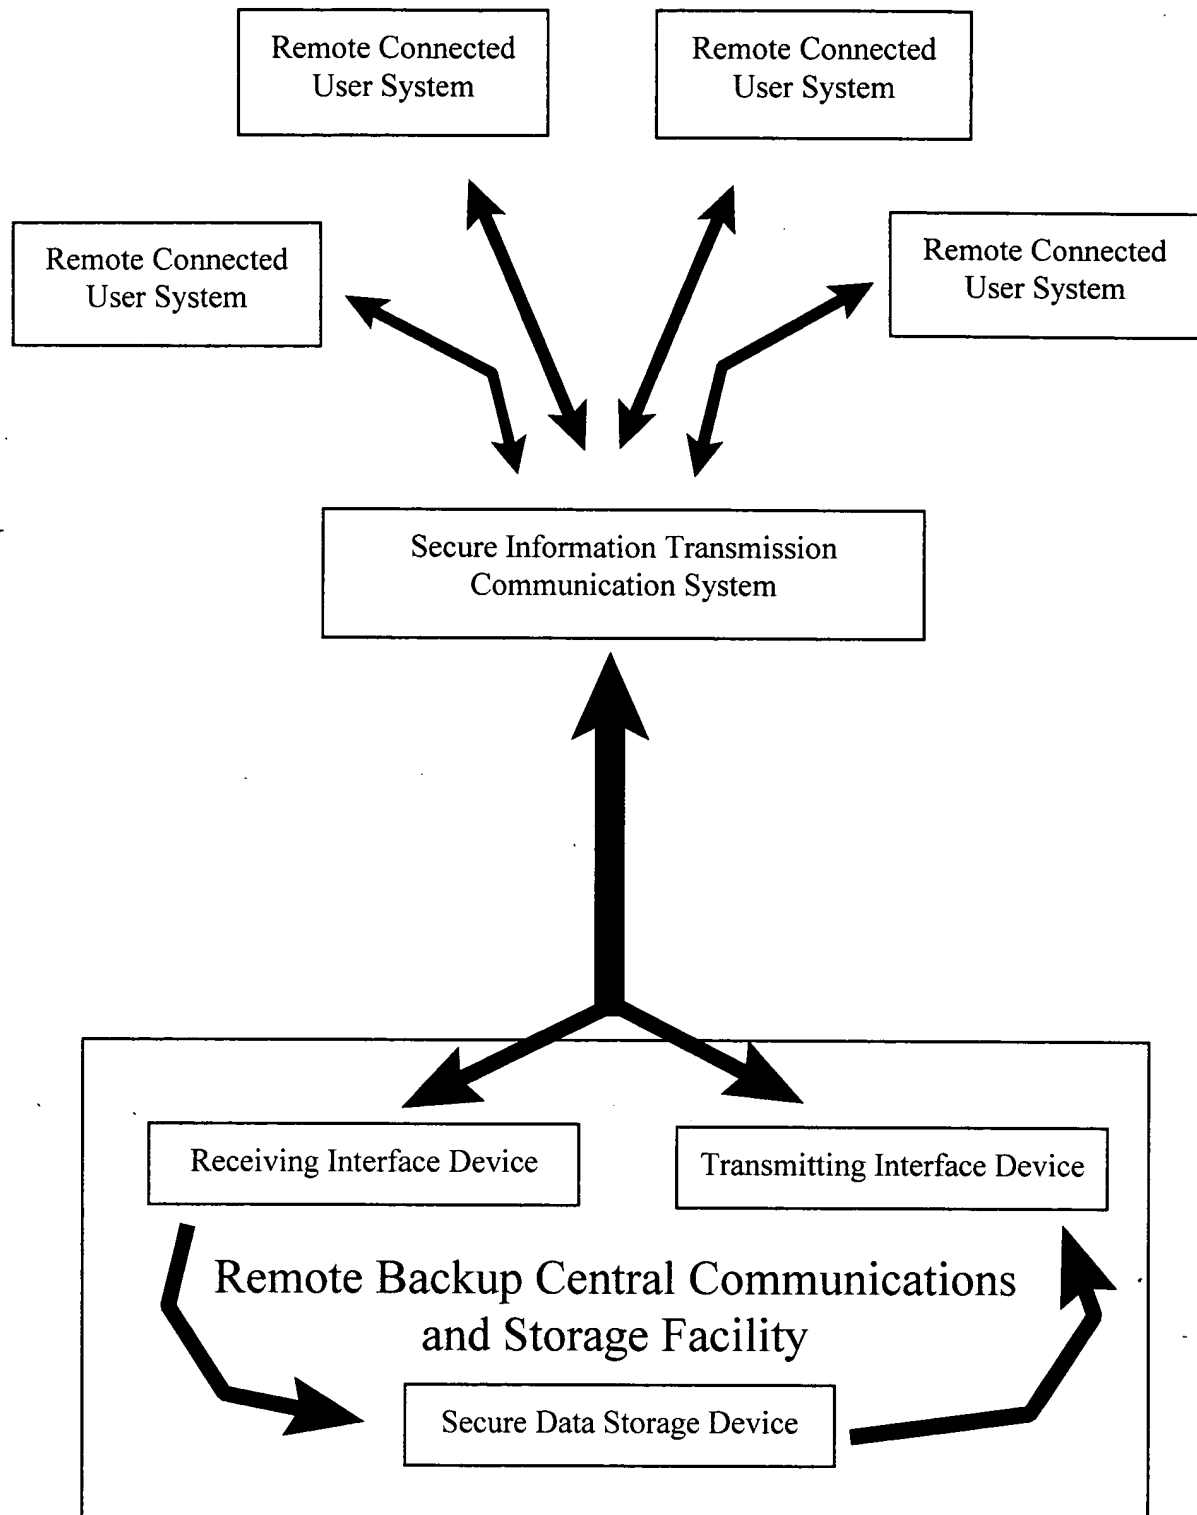 Remote Connected
User System
Remote Connected
User System
Remote Connected
User System
Remote Connected
User System
Secure Information Transmission
Communication System
Receiving Interface Device
Transmitting Interface Device
Remote Backup Central Communications
and Storage Facility
Secure Data Storage Device